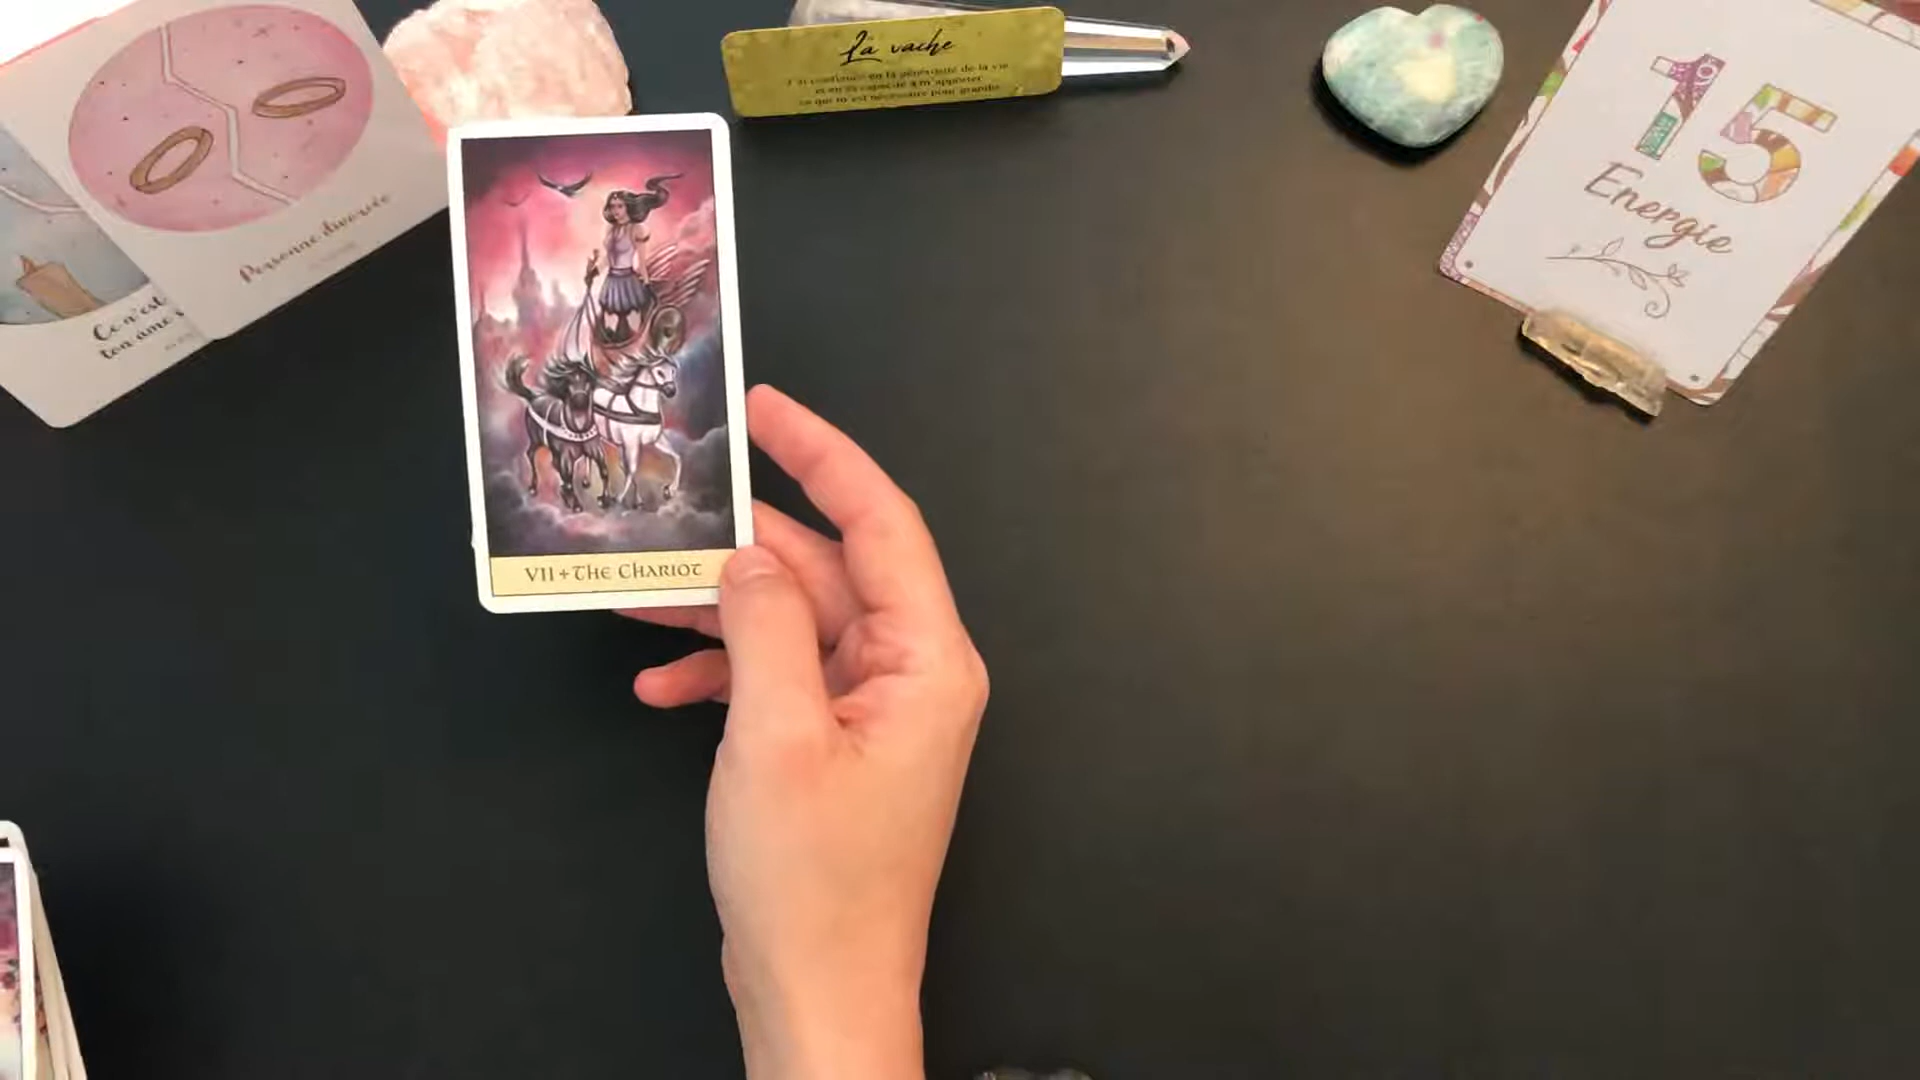 La vache
J'ai confiance en la générosité de la vie
et en sa capacité à m'apporter
ce qui m'est nécessaire pour grandir
15
Energie
Personne divorcée
Ce n'est
ton âme s
VII + The Chariot